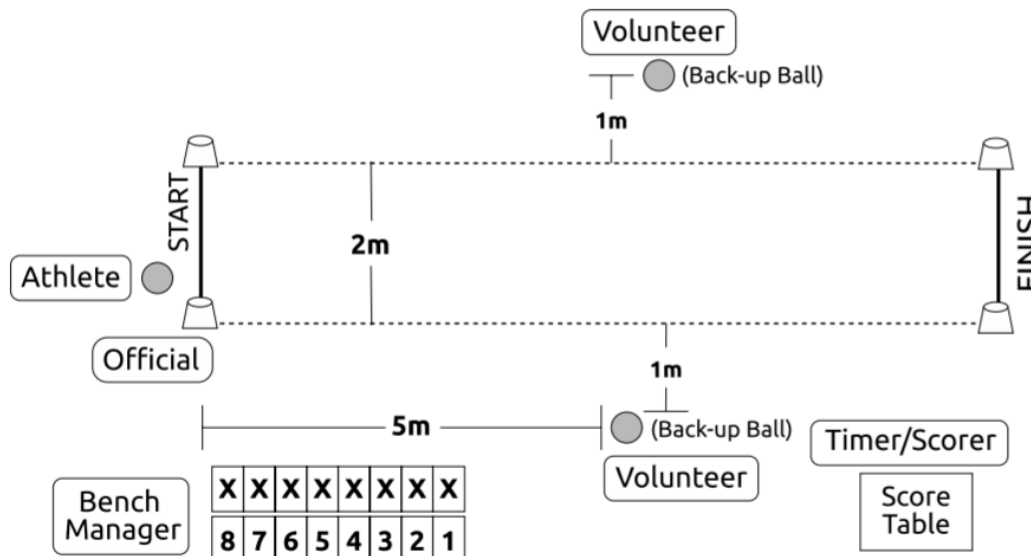 Volunteer
(Back-up Ball)
1m
START
2m
FINISH
Athlete
Official
1m
5m
(Back-up Ball)
Timer/Scorer
Volunteer
Bench
Manager
X X X X X X X X
8 7 6 5 4 3 2 1
Score
Table